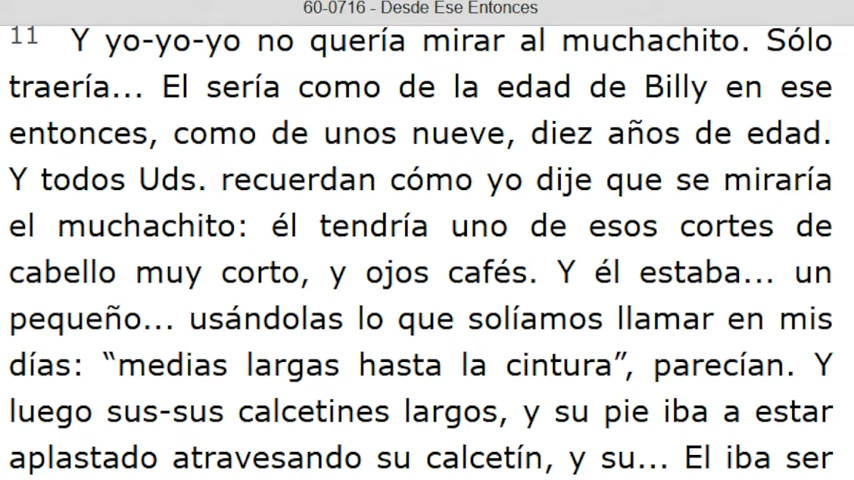 60-0716 - Desde Ese Entonces
11 Y yo-yo-yo no quería mirar al muchachito. Sólo
traería... El sería como de la edad de Billy en ese
entonces, como de unos nueve, diez años de edad.
Y todos Uds. recuerdan cómo yo dije que se miraría
el muchachito: él tendría uno de esos cortes de
cabello muy corto, y ojos cafés. Y él estaba... un
pequeño... usándolas lo que solíamos llamar en mis
días: “medias largas hasta la cintura”, parecían. Y
luego sus-sus calcetines largos, y su pie iba a estar
aplastado atravesando su calcetín, y su... El iba ser